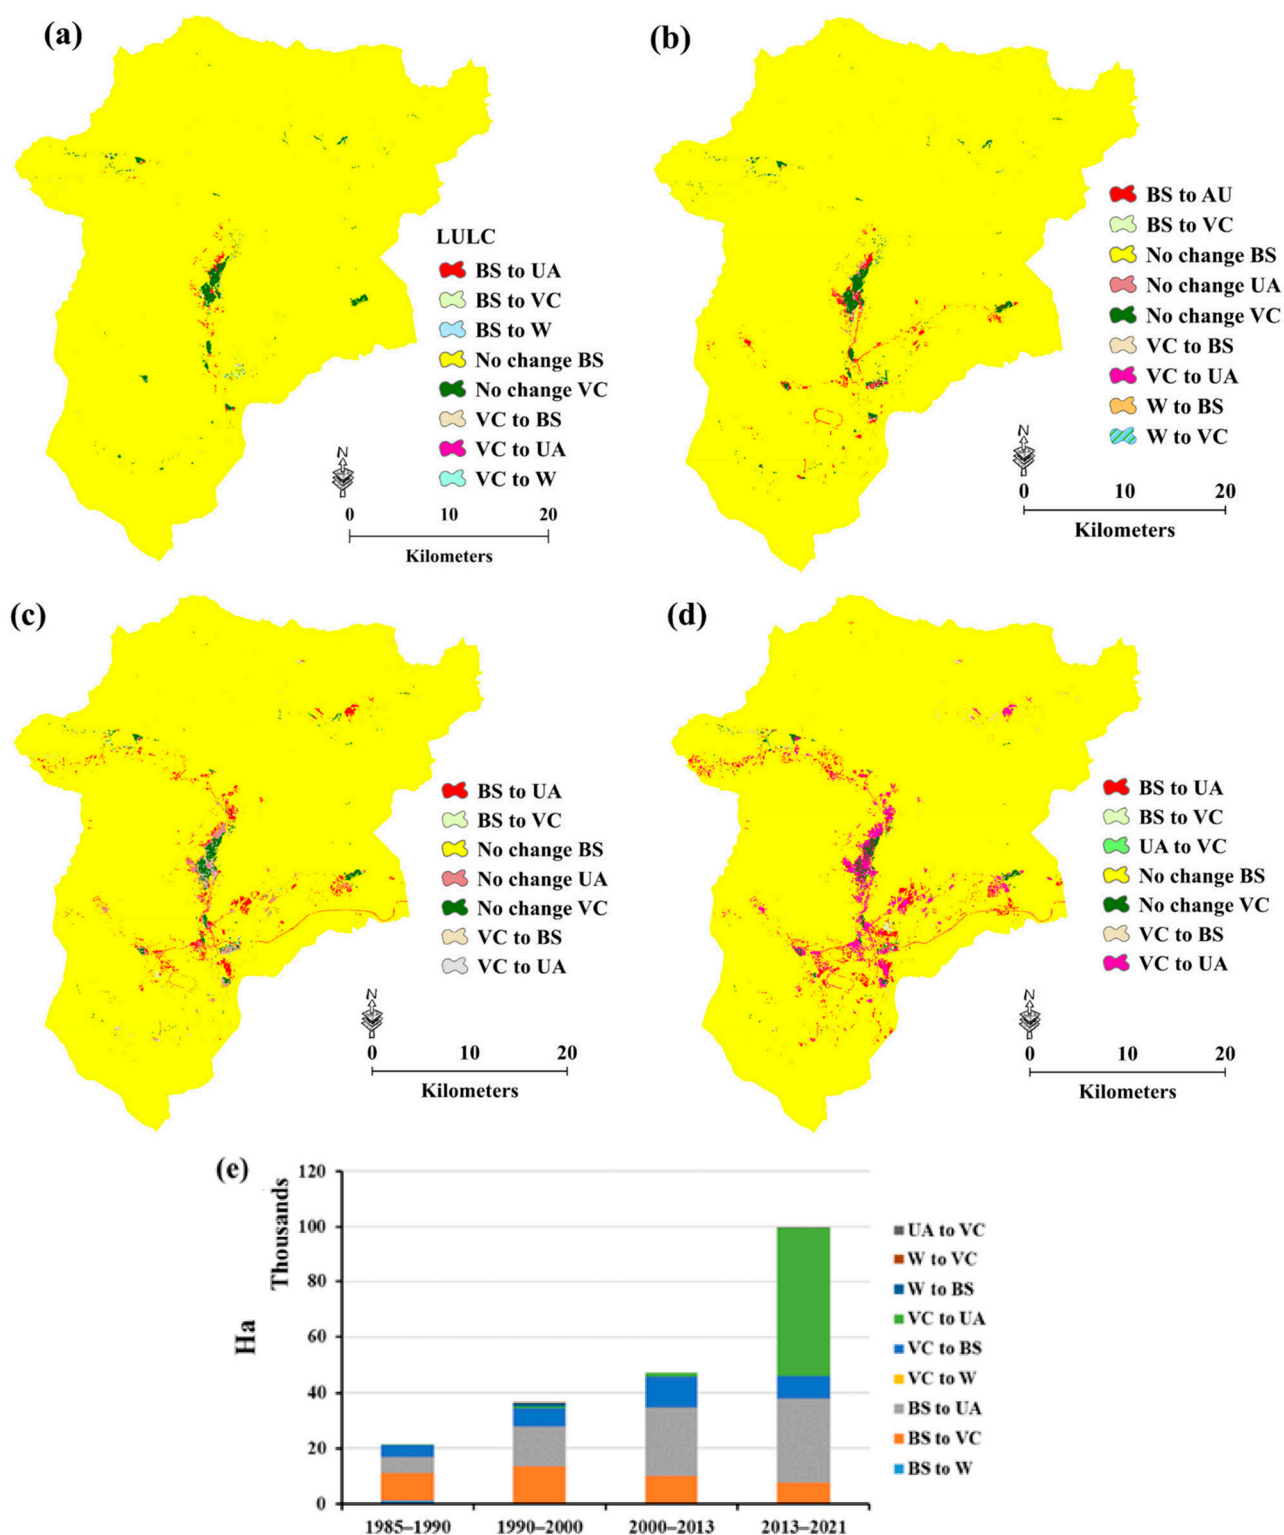 (a)
LULC
BS to UA
BS to VC
BS to W
No change BS
No change VC
VC to BS
VC to UA
VC to W
N
0 10 20
Kilometers
(b)
BS to AU
BS to VC
No change BS
No change UA
No change VC
VC to BS
VC to UA
W to BS
W to VC
N
0 10 20
Kilometers
(c)
BS to UA
BS to VC
No change BS
No change UA
No change VC
VC to BS
VC to UA
N
0 10 20
Kilometers
(d)
BS to UA
BS to VC
UA to VC
No change BS
No change VC
VC to BS
VC to UA
N
0 10 20
Kilometers
(e)
Ha
Thousands
120
100
80
60
40
20
0
1985–1990 1990–2000 2000–2013 2013–2021
UA to VC
W to VC
W to BS
VC to UA
VC to BS
VC to W
BS to UA
BS to VC
BS to W